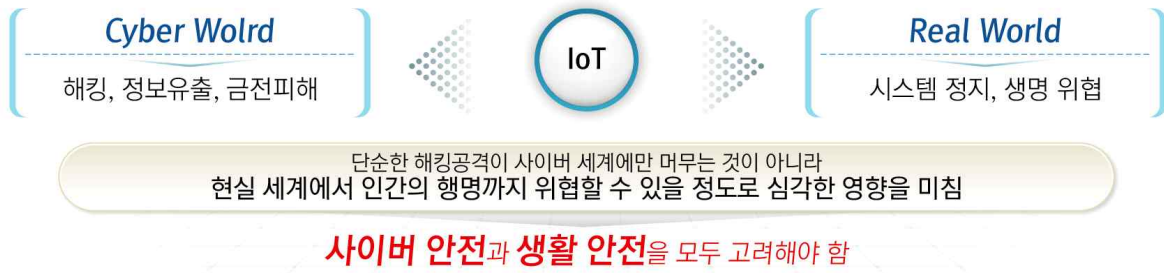 Cyber Wolrd
해킹, 정보유출, 금전피해
IoT
Real World
시스템 정지, 생명 위협
단순한 해킹공격이 사이버 세계에만 머무는 것이 아니라
현실 세계에서 인간의 행명까지 위협할 수 있을 정도로 심각한 영향을 미침
사이버 안전과 생활 안전을 모두 고려해야 함